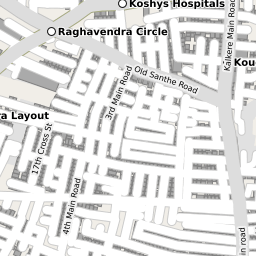 Koshys Hospitals
Raghavendra Circle
Old Santhe Road
Kalkere Main Road
Kou
3rd Main Road
ra Layout
17th Cross St.
4th Main Road
in road